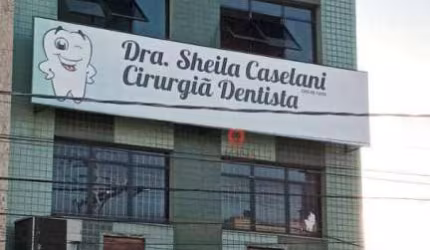 Dra. Sheila Caselani
Cirurgiã Dentista